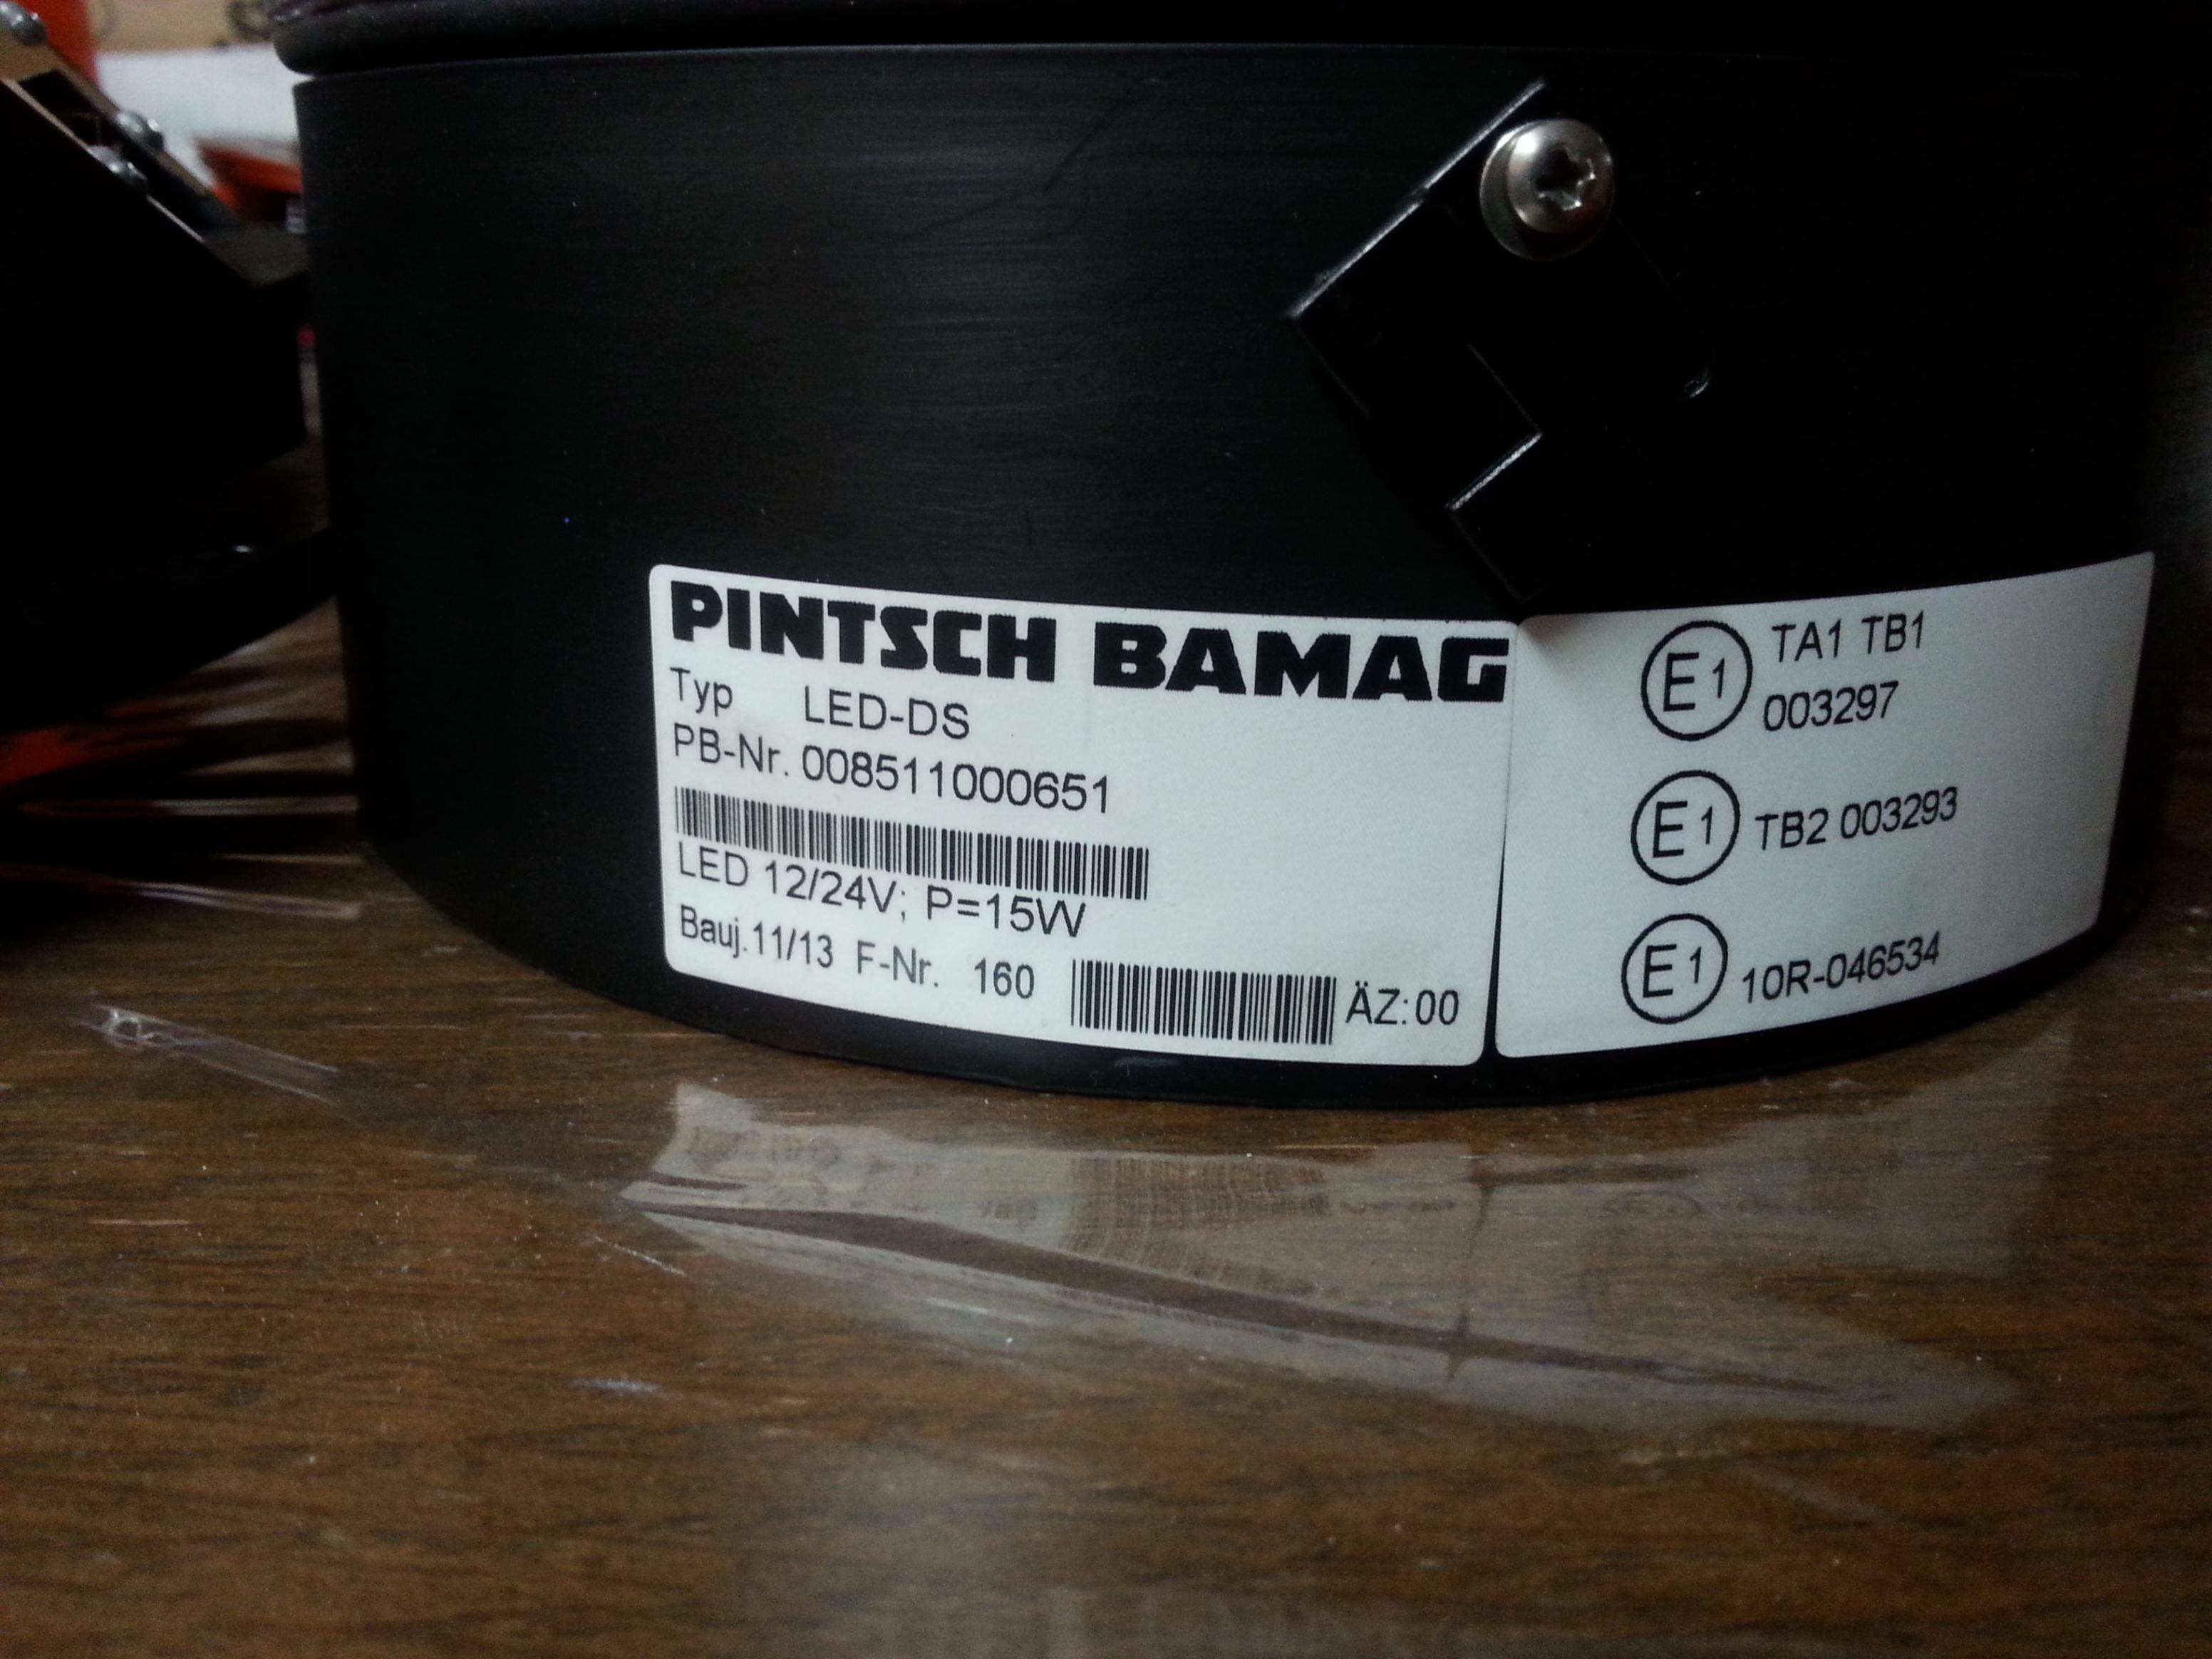 PINTSCH BAMAG
Typ LED-DS
PB-Nr. 008511000651
LED 12/24V; P=15W
Bauj.11/13 F-Nr. 160 ÄZ:00
E1 TA1 TB1
003297
E1 TB2 003293
E1 10R-046534